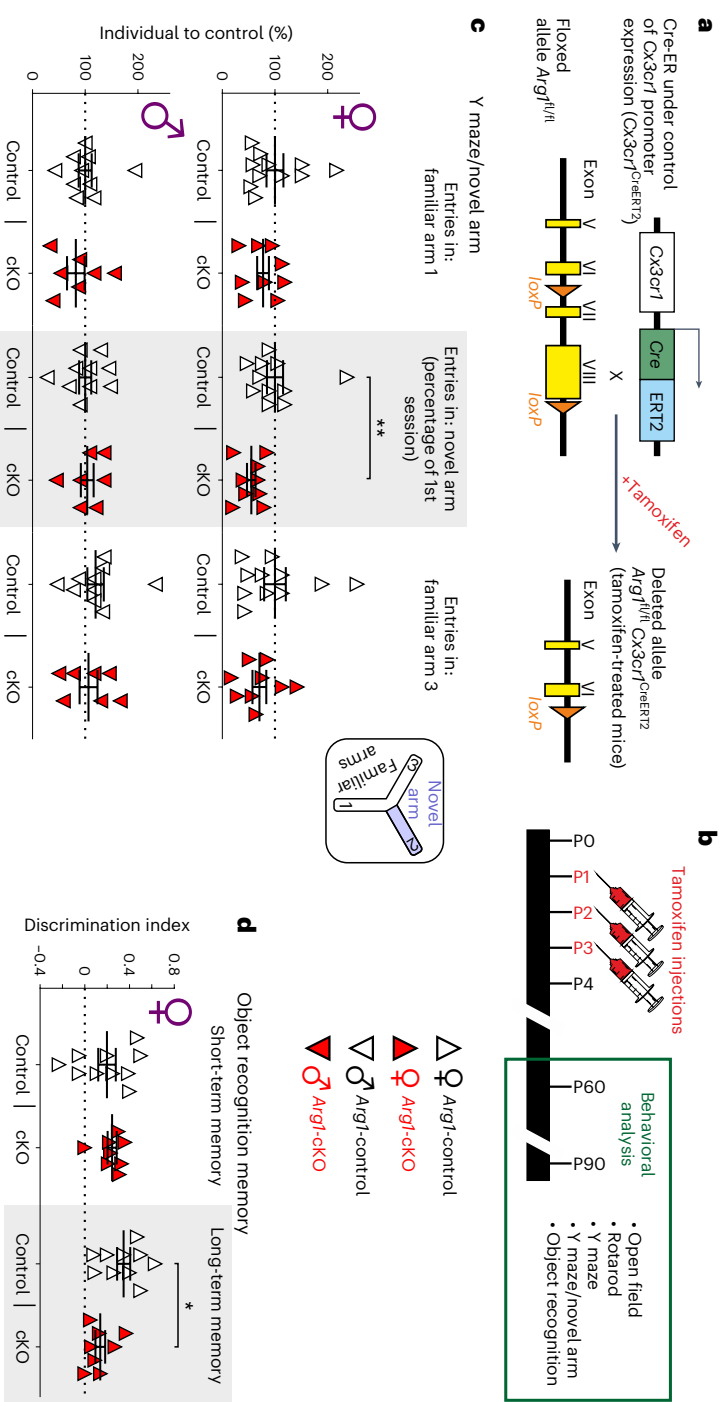 a
Cre-ER under control
of Cx3cr1 promoter
expression (Cx3cr1CreERT2)
Cx3cr1
Cre
ERT2
X
Floxed
allele Arg1fl/fl
Exon
V
VI
VII
VIII
loxP
loxP
+Tamoxifen
Deleted allele
Arg1fl/fl Cx3cr1CreERT2
(tamoxifen-treated mice)
Exon
V
VI
loxP
b
Tamoxifen injections
P0
P1
P2
P3
P4
P60
P90
Behavioral
analysis
• Open field
• Rotarod
• Y maze
• Y maze/novel arm
• Object recognition
♀ Arg1-control
♀ Arg1-cKO
♂ Arg1-control
♂ Arg1-cKO
c
Y maze/novel arm
Entries in:
familiar arm 1
Entries in: novel arm
(percentage of 1st
session)
Entries in:
familiar arm 3
Individual to control (%)
♀
200
100
0
**
Control | cKO
Control | cKO
Control | cKO
♂
200
100
0
Control | cKO
Control | cKO
Control | cKO
Novel
arm
Familiar
arms
1
2
3
d
Object recognition memory
Short-term memory
Long-term memory
Discrimination index
♀
0.8
0.4
0
−0.4
*
Control | cKO
Control | cKO